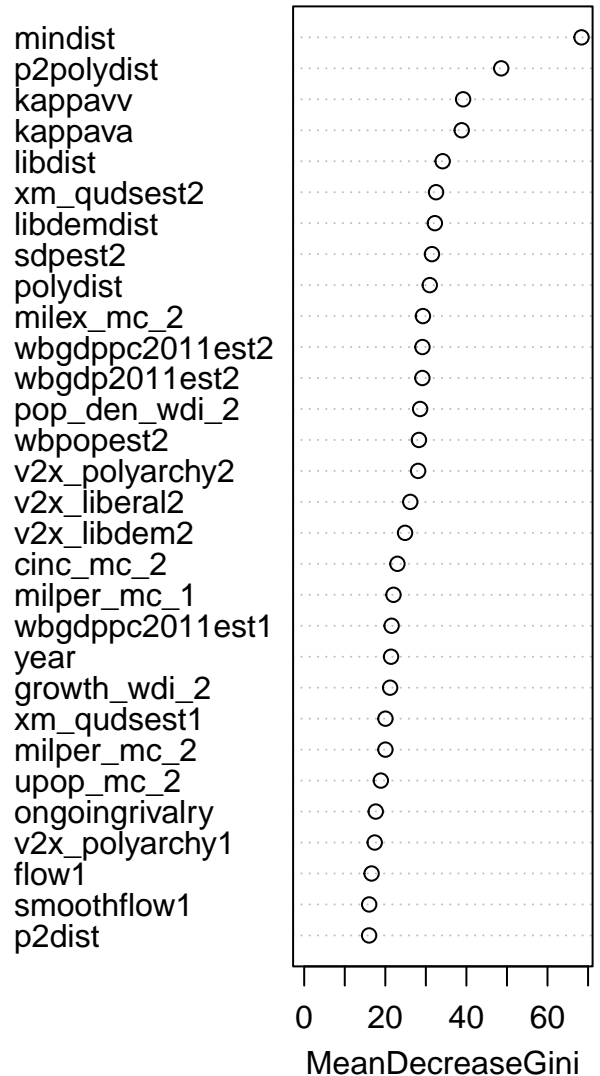 mindist
p2polydist
kappavv
kappava
libdist
xm_qudsest2
libdemdist
sdpest2
polydist
milex_mc_2
wbgdppc2011est2
wbgdp2011est2
pop_den_wdi_2
wbpopest2
v2x_polyarchy2
v2x_liberal2
v2x_libdem2
cinc_mc_2
milper_mc_1
wbgdppc2011est1
year
growth_wdi_2
xm_qudsest1
milper_mc_2
upop_mc_2
ongoingrivalry
v2x_polyarchy1
flow1
smoothflow1
p2dist
0 20 40 60
MeanDecreaseGini